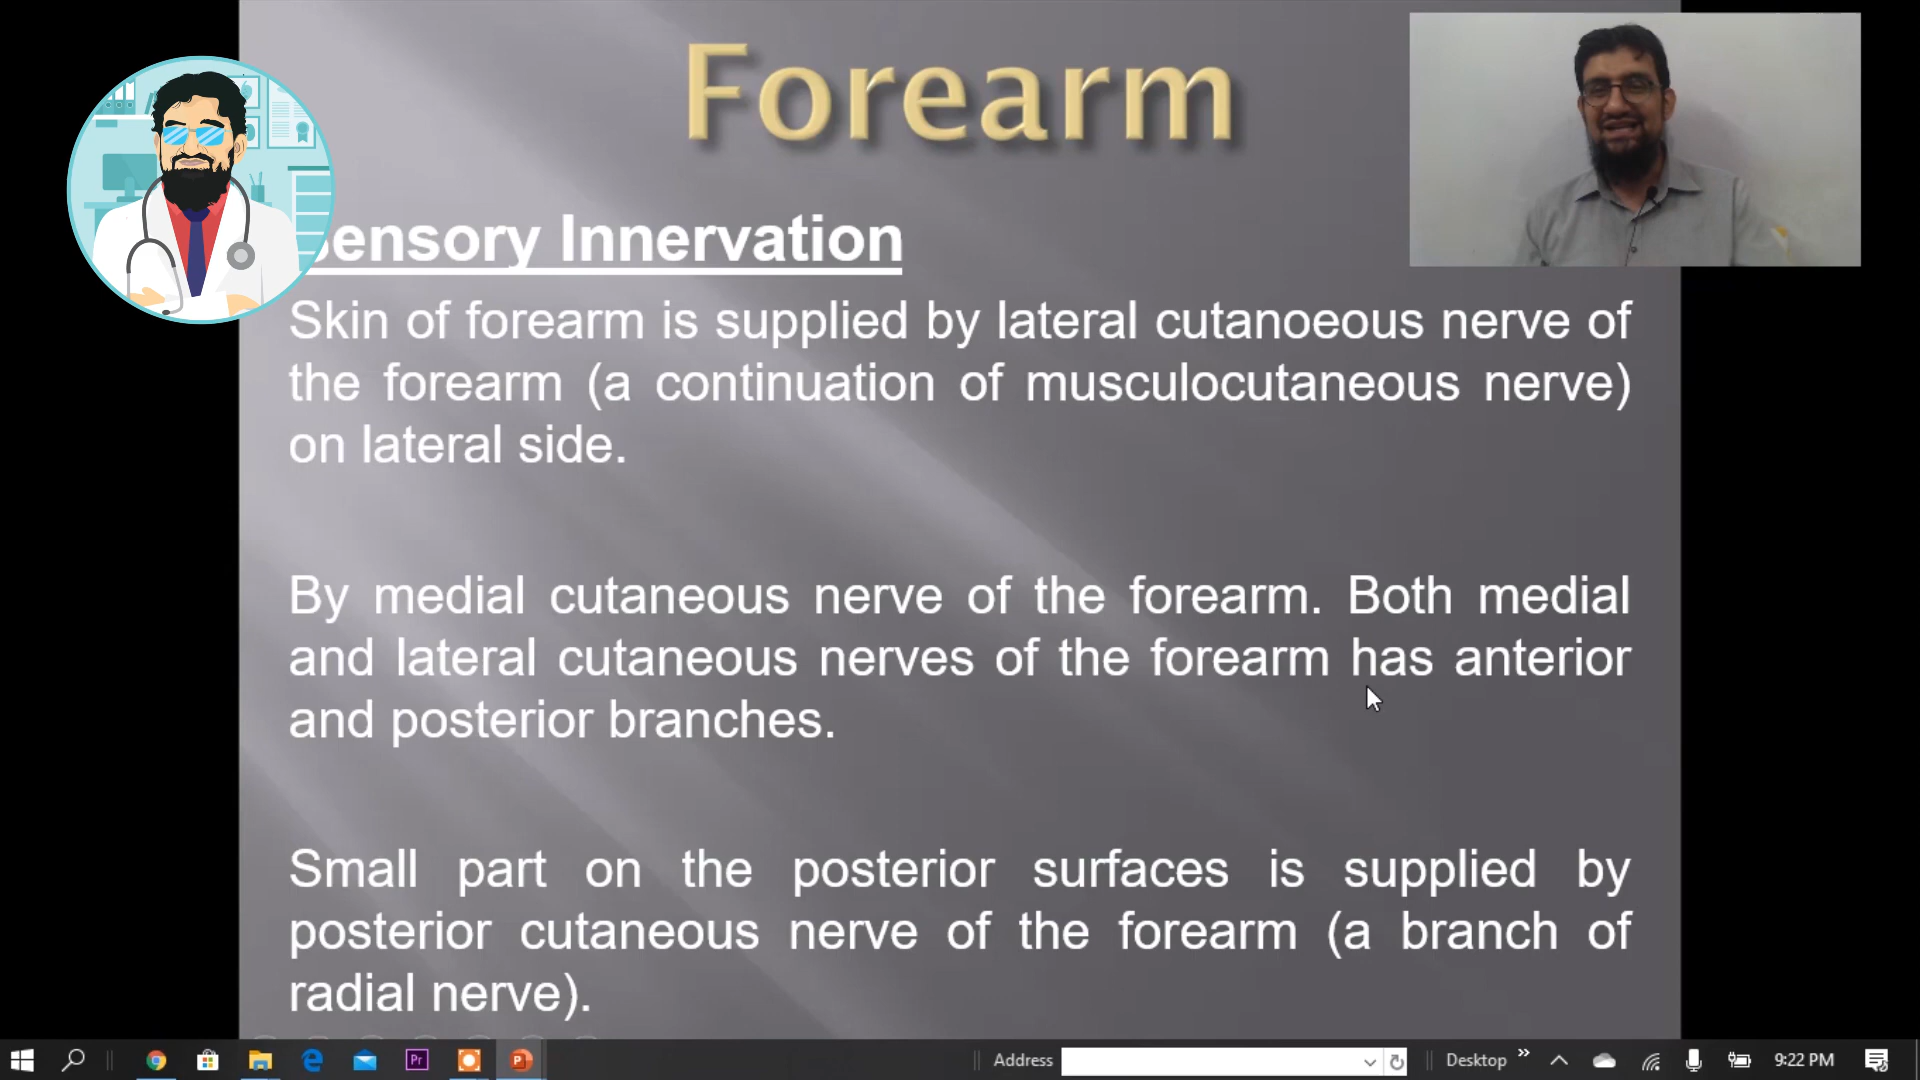 Forearm
Sensory Innervation
Skin of forearm is supplied by lateral cutanoeous nerve of
the forearm (a continuation of musculocutaneous nerve)
on lateral side.
By medial cutaneous nerve of the forearm. Both medial
and lateral cutaneous nerves of the forearm has anterior
and posterior branches.
Small part on the posterior surfaces is supplied by
posterior cutaneous nerve of the forearm (a branch of
radial nerve).
Pr
P
Address
Desktop
9:22 PM